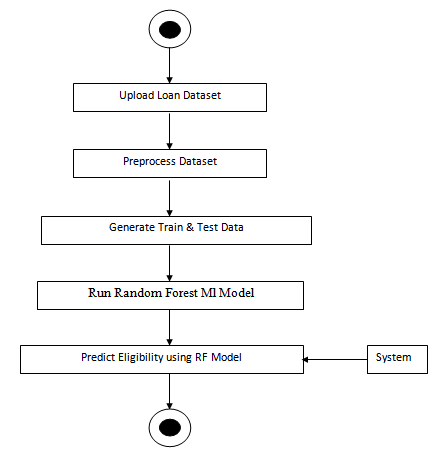 Upload Loan Dataset
Preprocess Dataset
Generate Train & Test Data
Run Random Forest Ml Model
Predict Eligibility using RF Model
System